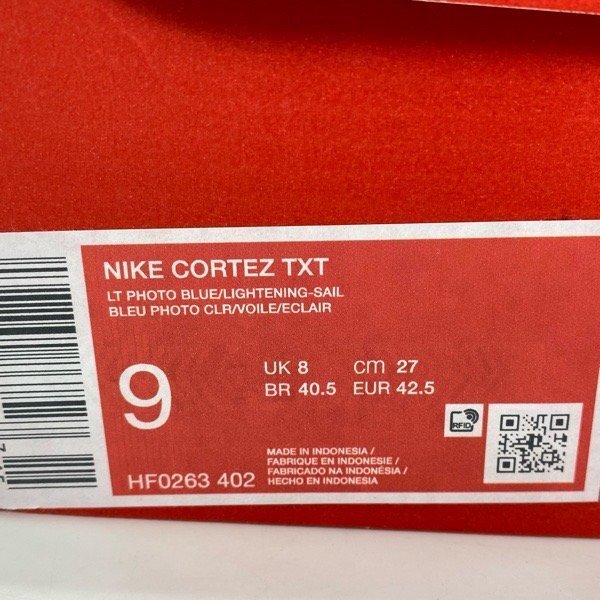 NIKE CORTEZ TXT
LT PHOTO BLUE/LIGHTENING-SAIL
BLEU PHOTO CLR/VOILE/ECLAIR
9
UK 8 cm 27
BR 40.5 EUR 42.5
RFID
MADE IN INDONESIA/
FABRIQUE EN INDONESIE/
FABRICADO NA INDONÉSIA/
HECHO EN INDONESIA
HF0263 402